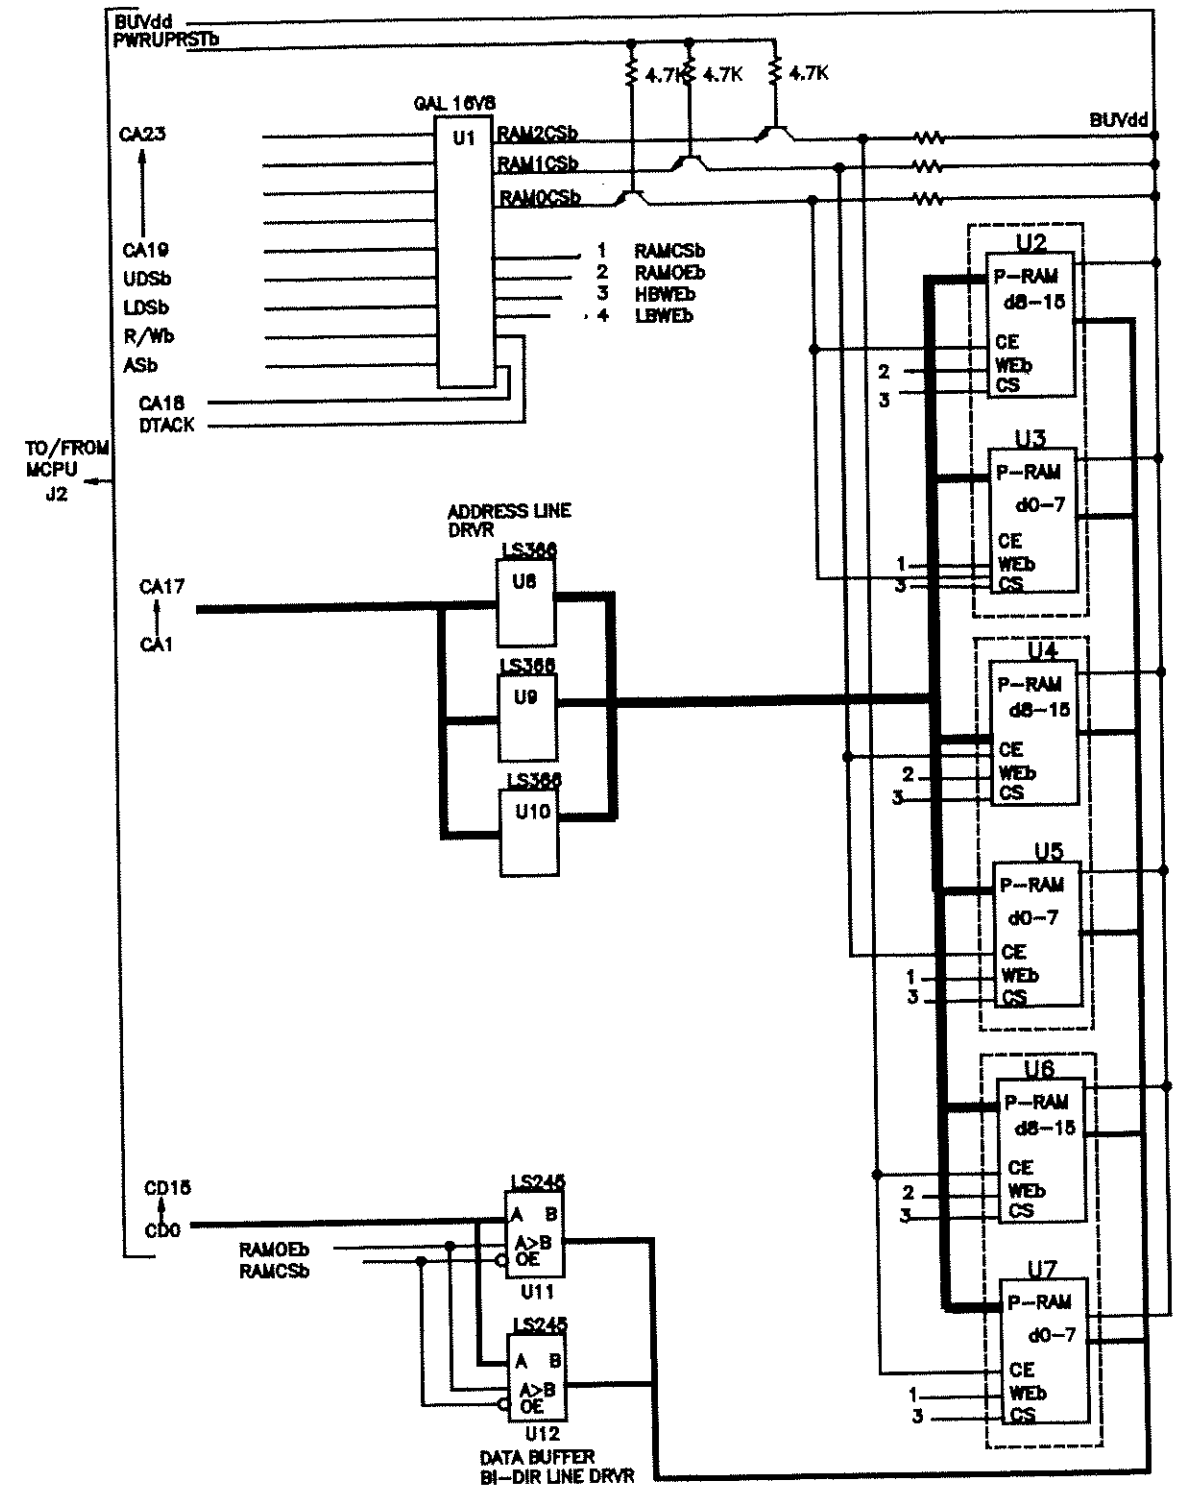 BUVdd
PWRUPRSTb
4.7K 4.7K 4.7K
GAL 16V8
U1
CA23
CA19
UDSb
LDSb
R/Wb
ASb
CA18
DTACK
RAM2CSb
RAM1CSb
RAM0CSb
BUVdd
1 RAMCSb
2 RAMOEb
3 HBWEb
4 LBWEb
TO/FROM
MCPU
J2
U2
P-RAM
d8-15
CE
2 WEb
3 CS
U3
P-RAM
d0-7
CE
1 WEb
3 CS
ADDRESS LINE
DRVR
LS366
U8
LS366
U9
LS366
U10
CA17
CA1
U4
P-RAM
d8-15
CE
2 WEb
3 CS
U5
P-RAM
d0-7
CE
1 WEb
3 CS
U6
P-RAM
d8-15
CE
2 WEb
3 CS
U7
P-RAM
d0-7
CE
1 WEb
3 CS
CD15
CD0
RAMOEb
RAMCSb
LS245
A B
A>B
OE
U11
LS245
A B
A>B
OE
U12
DATA BUFFER
BI-DIR LINE DRVR